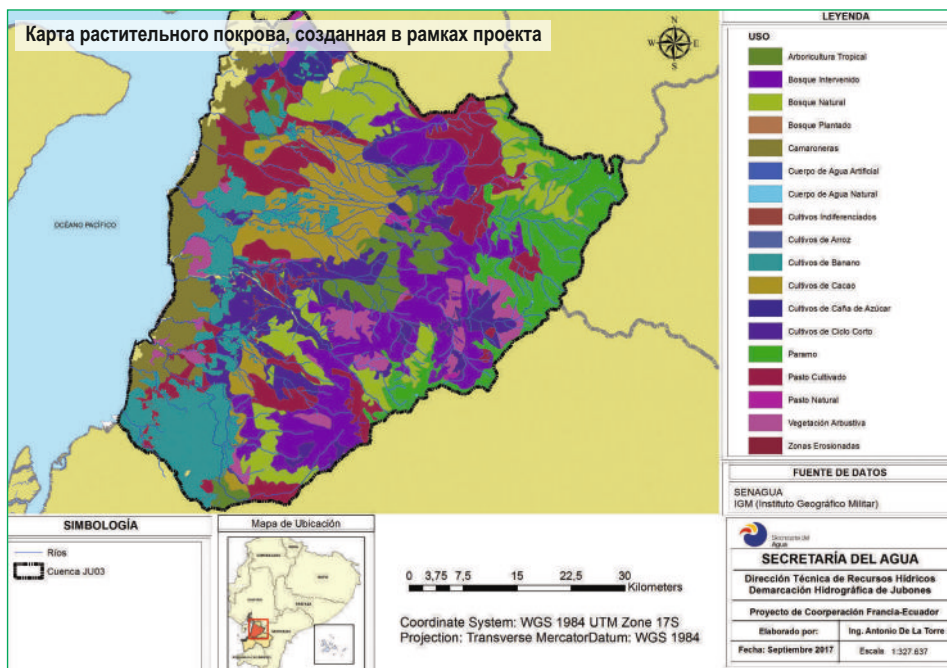 Карта растительного покрова, созданная в рамках проекта
N
W
E
S
OCÉANO PACÍFICO
LEYENDA
USO
Arboricultura Tropical
Bosque Intervenido
Bosque Natural
Bosque Plantado
Camaroneras
Cuerpo de Agua Artificial
Cuerpo de Agua Natural
Cultivos Indiferenciados
Cultivos de Arroz
Cultivos de Banano
Cultivos de Cacao
Cultivos de Caña de Azúcar
Cultivos de Ciclo Corto
Paramo
Pasto Cultivado
Pasto Natural
Vegetación Arbustiva
Zonas Erosionadas
FUENTE DE DATOS
SENAGUA
IGM (Instituto Geográfico Militar)
SIMBOLOGÍA
Ríos
Cuenca JU03
Mapa de Ubicación
0 3,75 7,5 15 22,5 30
Kilometers
Coordinate System: WGS 1984 UTM Zone 17S
Projection: Transverse MercatorDatum: WGS 1984
Secretaría del
Agua
SECRETARÍA DEL AGUA
Dirección Técnica de Recursos Hídricos
Demarcación Hidrográfica de Jubones
Proyecto de Coorperación Francia-Ecuador
Elaborado por: Ing. Antonio De La Torre
Fecha: Septiembre 2017 Escala 1:327.637